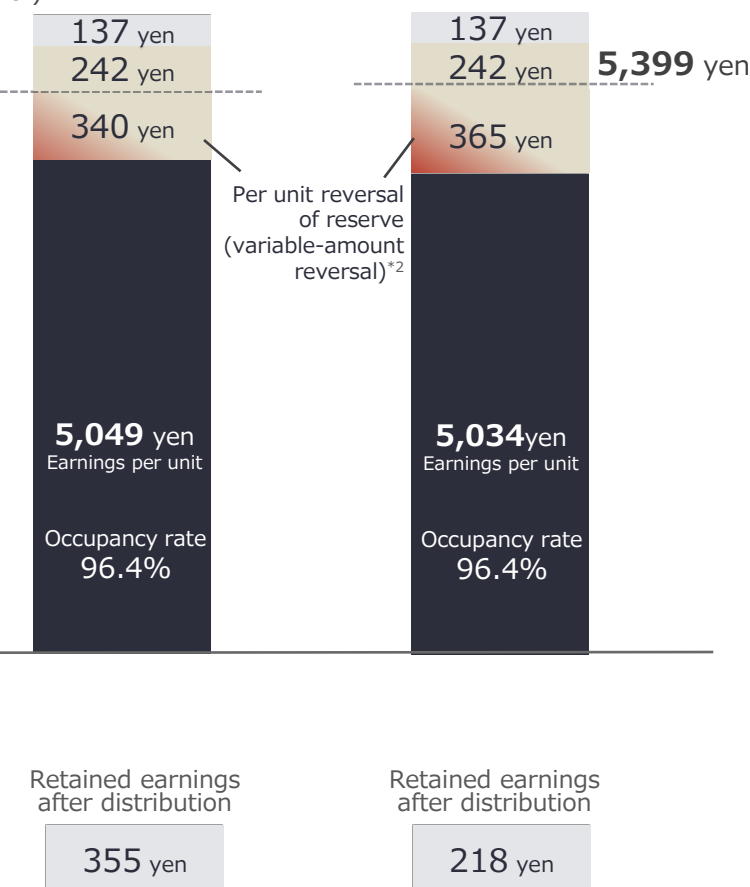 137 yen
242 yen
340 yen
137 yen
242 yen
5,399 yen
365 yen
Per unit reversal
of reserve
(variable-amount
reversal)*2
5,049 yen
Earnings per unit
Occupancy rate
96.4%
5,034yen
Earnings per unit
Occupancy rate
96.4%
Retained earnings
after distribution
355 yen
Retained earnings
after distribution
218 yen